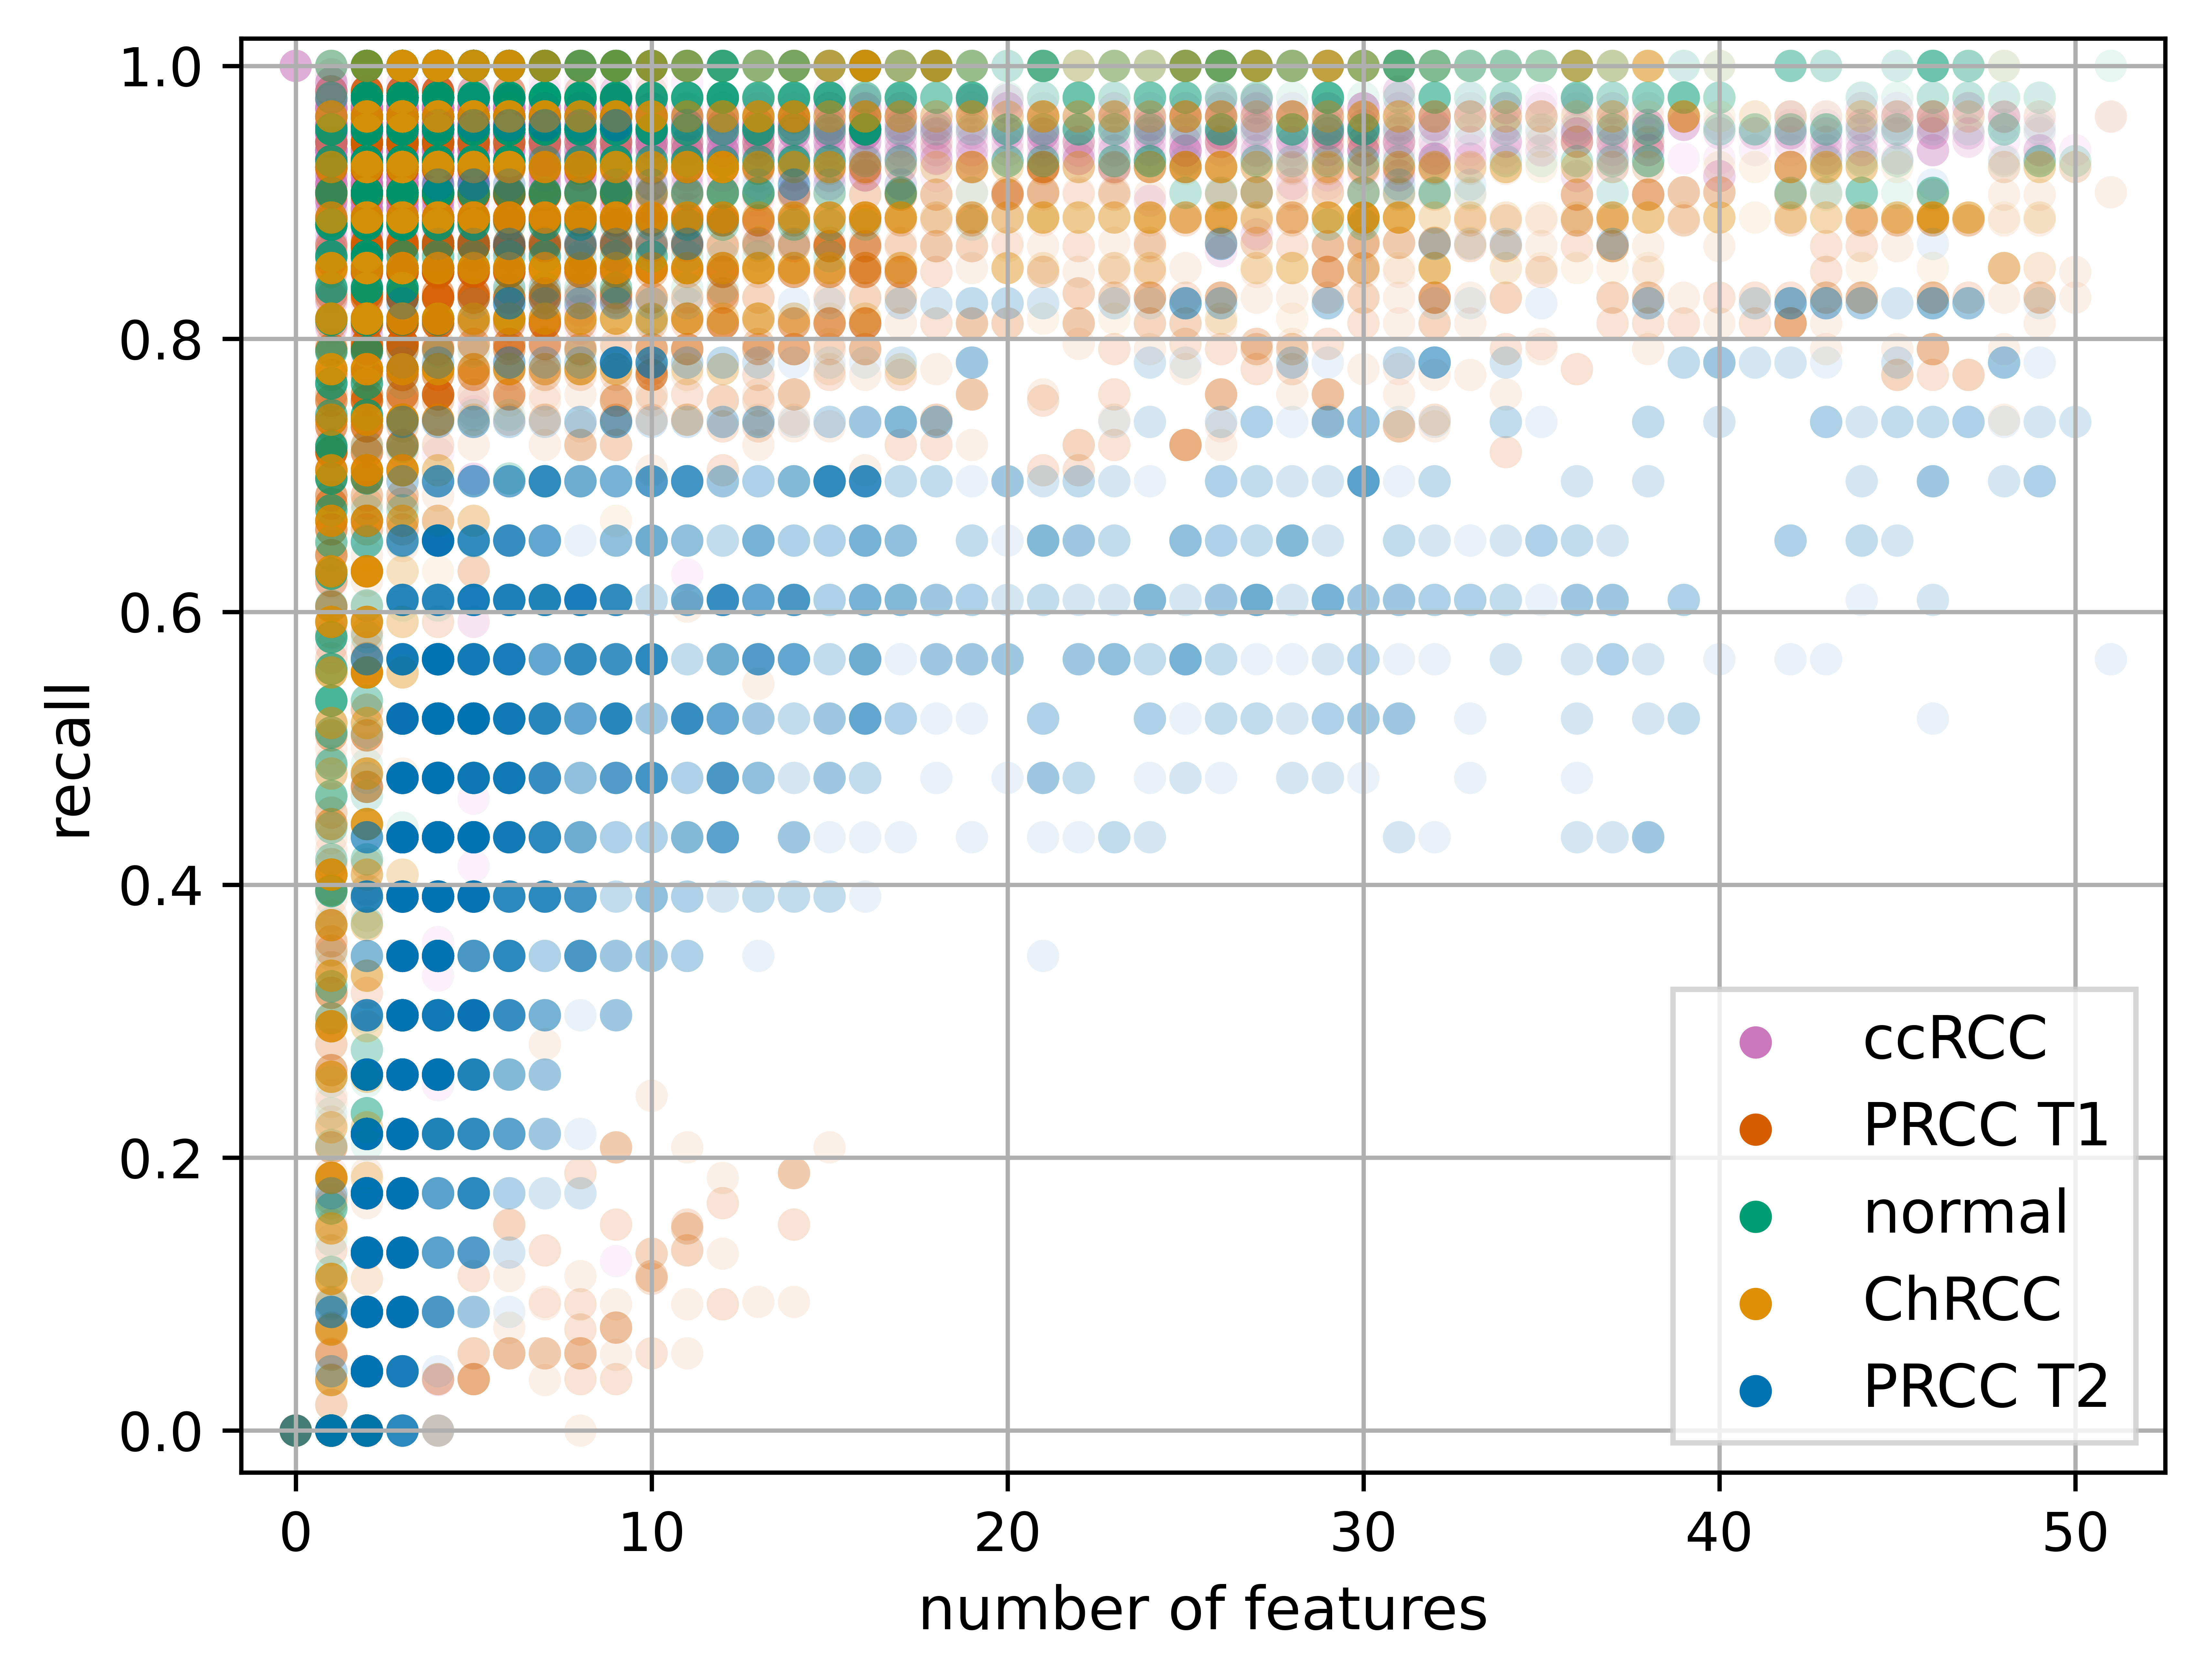 1.0
0.8
0.6
0.4
0.2
0.0
recall
0
10
20
30
40
50
number of features
ccRCC
PRCC T1
normal
ChRCC
PRCC T2